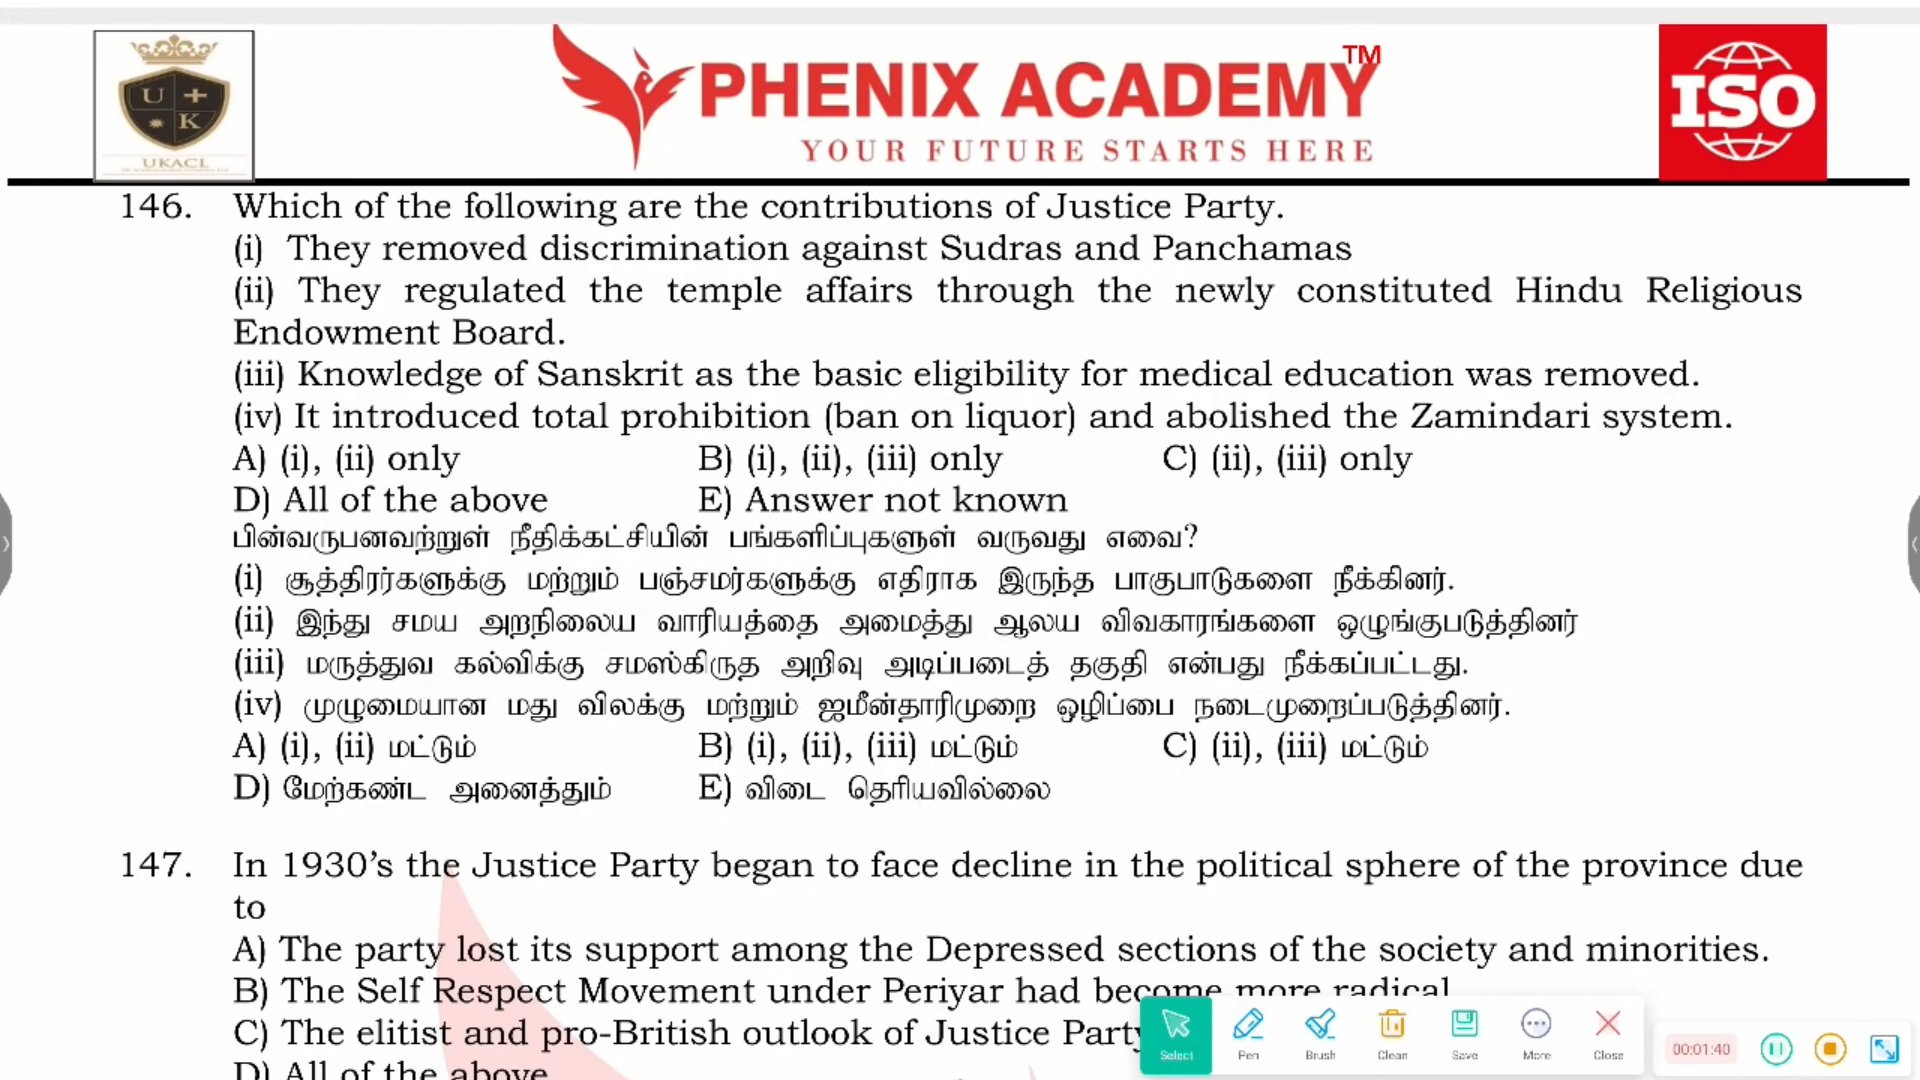 U + K
UKACL
PHENIX ACADEMY™
YOUR FUTURE STARTS HERE
ISO
146. Which of the following are the contributions of Justice Party.
(i) They removed discrimination against Sudras and Panchamas
(ii) They regulated the temple affairs through the newly constituted Hindu Religious
Endowment Board.
(iii) Knowledge of Sanskrit as the basic eligibility for medical education was removed.
(iv) It introduced total prohibition (ban on liquor) and abolished the Zamindari system.
A) (i), (ii) only B) (i), (ii), (iii) only C) (ii), (iii) only
D) All of the above E) Answer not known
பின்வருபனவற்றுள் நீதிக்கட்சியின் பங்களிப்புகளுள் வருவது எவை?
(i) சூத்திரர்களுக்கு மற்றும் பஞ்சமர்களுக்கு எதிராக இருந்த பாகுபாடுகளை நீக்கினர்.
(ii) இந்து சமய அறநிலைய வாரியத்தை அமைத்து ஆலய விவகாரங்களை ஒழுங்குபடுத்தினர்
(iii) மருத்துவ கல்விக்கு சமஸ்கிருத அறிவு அடிப்படைத் தகுதி என்பது நீக்கப்பட்டது.
(iv) முழுமையான மது விலக்கு மற்றும் ஜமீன்தாரிமுறை ஒழிப்பை நடைமுறைப்படுத்தினர்.
A) (i), (ii) மட்டும் B) (i), (ii), (iii) மட்டும் C) (ii), (iii) மட்டும்
D) மேற்கண்ட அனைத்தும் E) விடை தெரியவில்லை
147. In 1930’s the Justice Party began to face decline in the political sphere of the province due
to
A) The party lost its support among the Depressed sections of the society and minorities.
B) The Self Respect Movement under Periyar had become more radical
C) The elitist and pro-British outlook of Justice Party
D) All of the above
Select Pen Brush Clean Save More Close
00:01:40